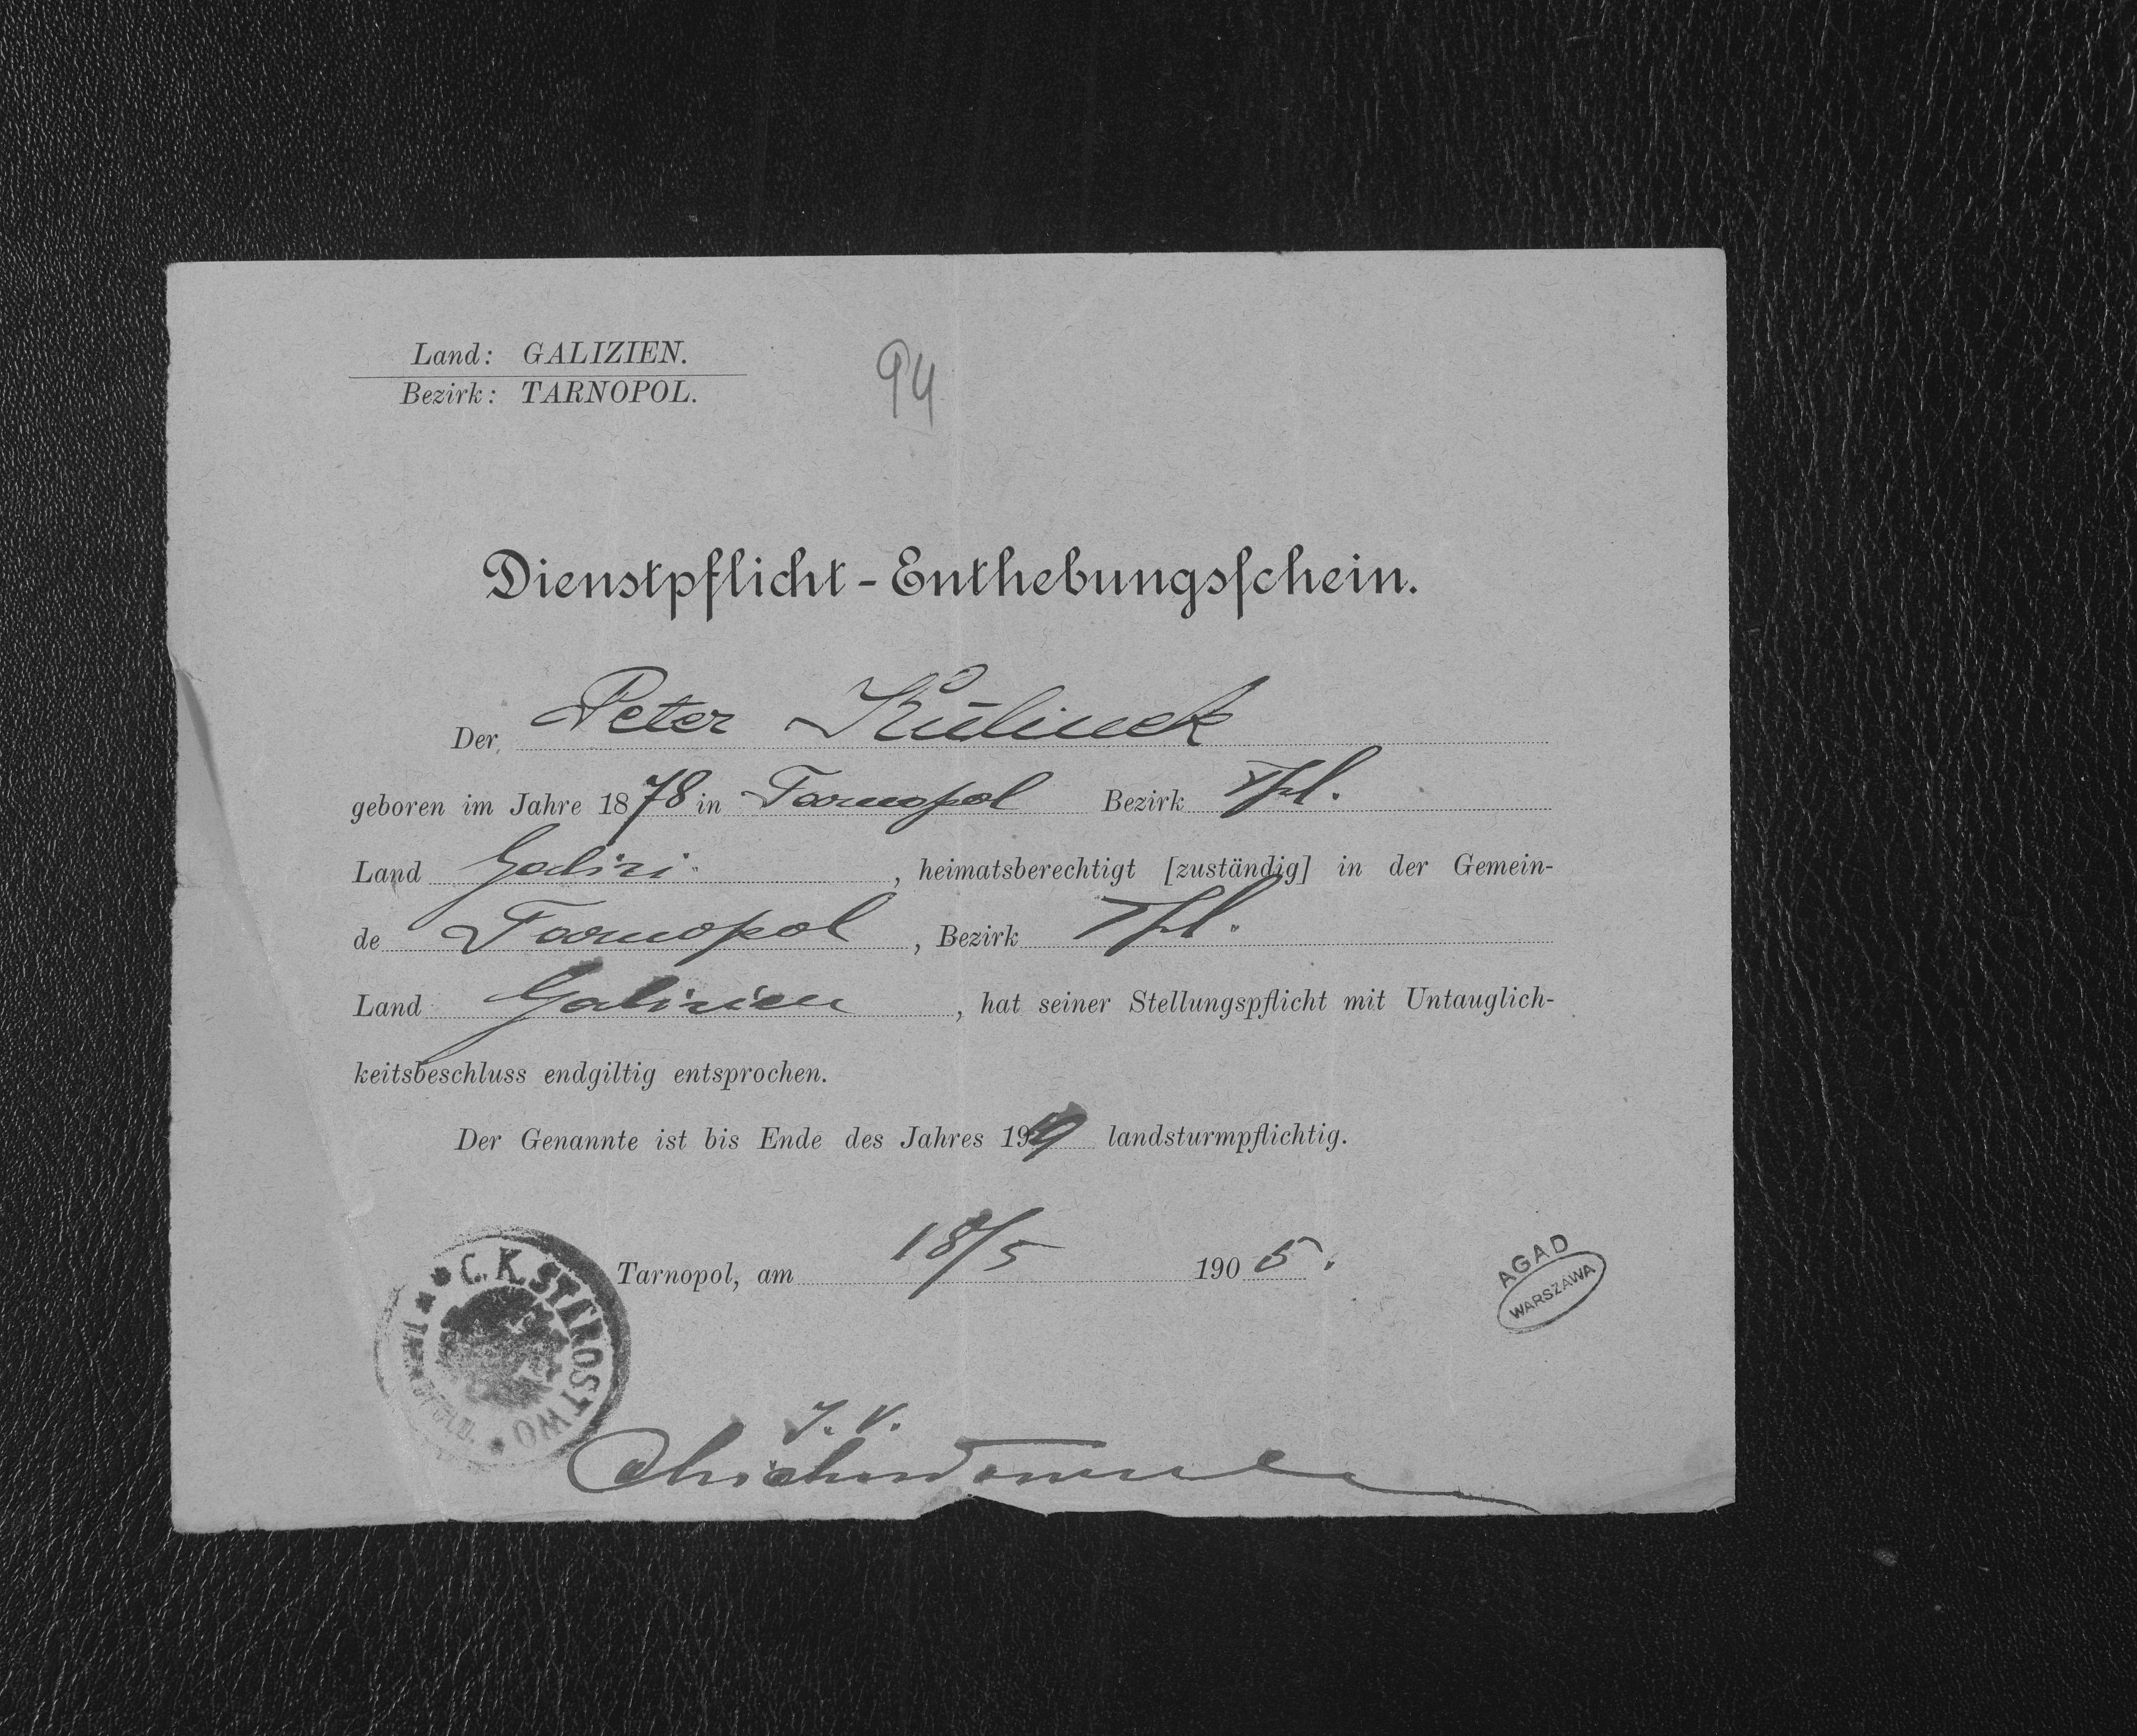 Land: GALIZIEN.
Bezirk: TARNOPOL.
94
Dienstpflicht-Enthebungsschein.
Der Peter Kulinek
geboren im Jahre 1878 in Tarnopol Bezirk Tpl.
Land Galizi. , heimatsberechtigt [zuständig] in der Gemein-
de Tarnopol , Bezirk Tpl.
Land Galizien , hat seiner Stellungspflicht mit Untauglich-
keitsbeschluss endgiltig entsprochen.
Der Genannte ist bis Ende des Jahres 19 landsturmpflichtig.
Tarnopol, am 18/5 1905.
C. K. STAROSTWO
AGAD
WARSZAWA
J. V.